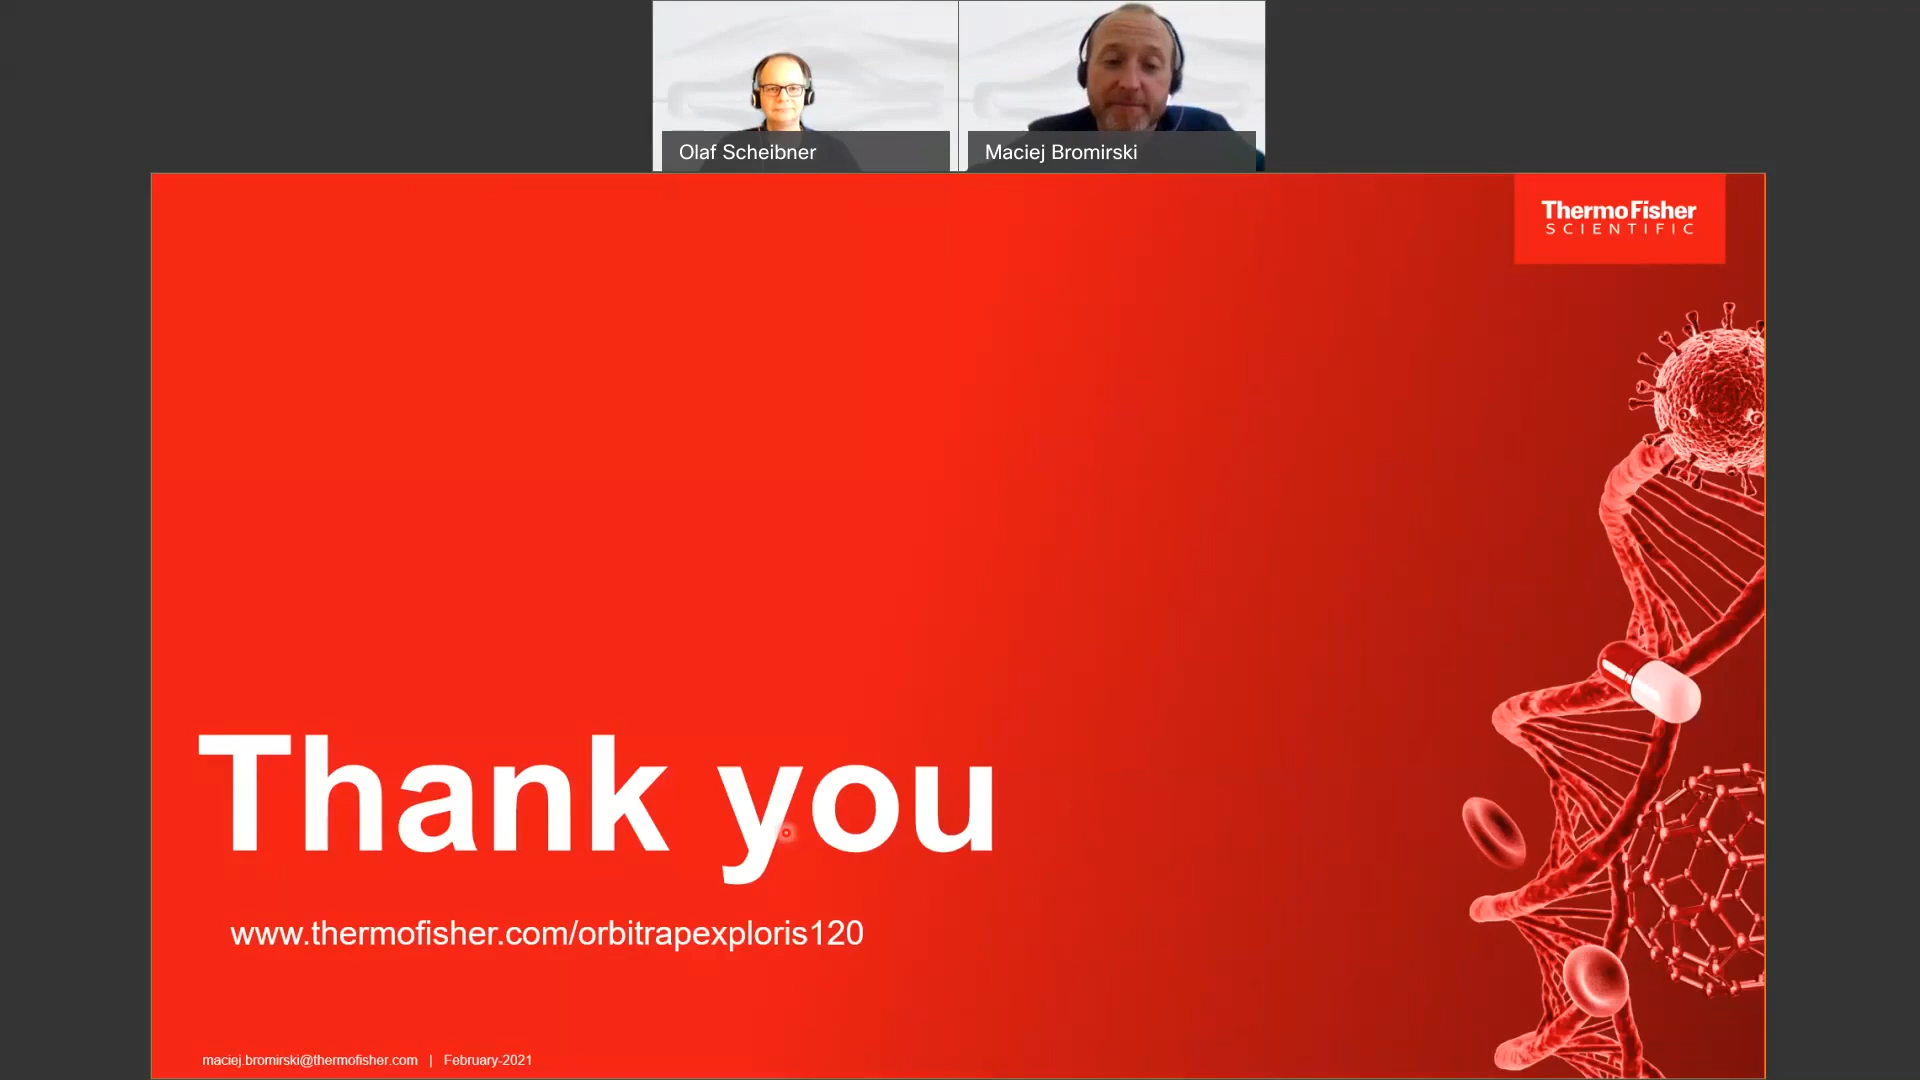 Olaf Scheibner
Maciej Bromirski
ThermoFisher
SCIENTIFIC
Thank you
www.thermofisher.com/orbitrapexploris120
maciej.bromirski@thermofisher.com | February-2021